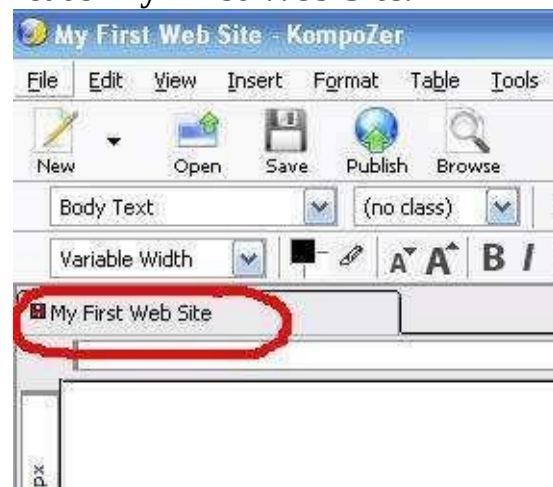 My First Web Site - KompoZer
File Edit View Insert Format Table Tools
New Open Save Publish Browse
Body Text (no class)
Variable Width A A B I
My First Web Site
px